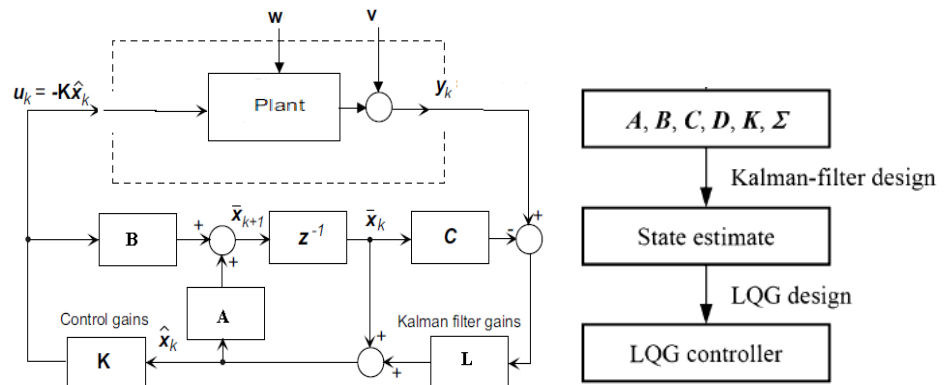 w
v
u_k = -Kx̂_k
Plant
y_k
A, B, C, D, K, Σ
Kalman-filter design
x̄_{k+1}
x̄_k
+
B
+
z⁻¹
C
-
+
State estimate
LQG design
A
Control gains
x̂_k
Kalman filter gains
+
K
+
L
LQG controller